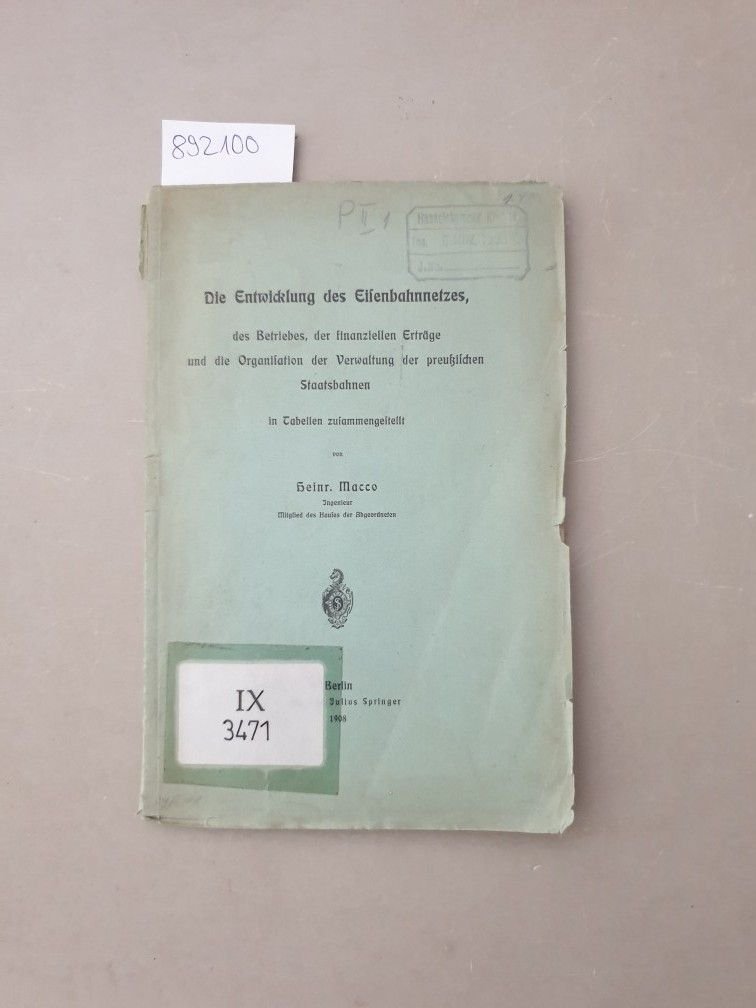 892100
P II 1
Die Entwicklung des Eiſenbahnnetzes,
des Betriebes, der finanziellen Erträge
und die Organiſation der Verwaltung der preußiſchen
Staatsbahnen
in Tabellen zuſammengeſtellt
von
Heinr. Macco
Ingenieur
Mitglied des Hauſes der Abgeordneten
Berlin
Julius Springer
1908
IX
3471